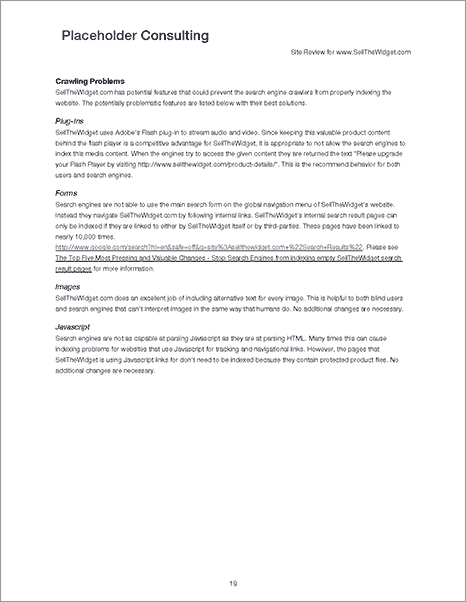 Placeholder Consulting
Site Review for www.SellTheWidget.com
Crawling Problems
SellTheWidget.com has potential features that could prevent the search engine crawlers from properly indexing the
website. The potentially problematic features are listed below with their best solutions.
Plug-ins
SellTheWidget uses Adobe's Flash plug-in to stream audio and video. Since keeping this valuable product content
behind the flash player is a competitive advantage for SellTheWidget, it is appropriate to not allow the search engines to
index this media content. When the engines try to access the given content they are returned the text "Please upgrade
your Flash Player by visiting http://www.sellthewidget.com/product-details/". This is the recommend behavior for both
users and search engines.
Forms
Search engines are not able to use the main search form on the global navigation menu of SellTheWidget's website.
Instead they navigate SellTheWidget.com by following internal links. SellTheWidget's internal search result pages can
only be indexed if they are linked to either by SellTheWidget itself or by third-parties. These pages have been linked to
nearly 10,000 times.
http://www.google.com/search?hl=en&safe=off&q=site%3Asellthewidget.com+%22Search+Results%22. Please see
The Top Five Most Pressing and Valuable Changes - Stop Search Engines from indexing empty SellTheWidget search
result pages for more information.
Images
SellTheWidget.com does an excellent job of including alternative text for every image. This is helpful to both blind users
and search engines that can't interpret images in the same way that humans do. No additional changes are necessary.
Javascript
Search engines are not as capable at parsing Javascript as they are at parsing HTML. Many times this can cause
indexing problems for websites that use Javascript for tracking and navigational links. However, the pages that
SellTheWidget is using Javascript links for don't need to be indexed because they contain protected product files. No
additional changes are necessary.
19